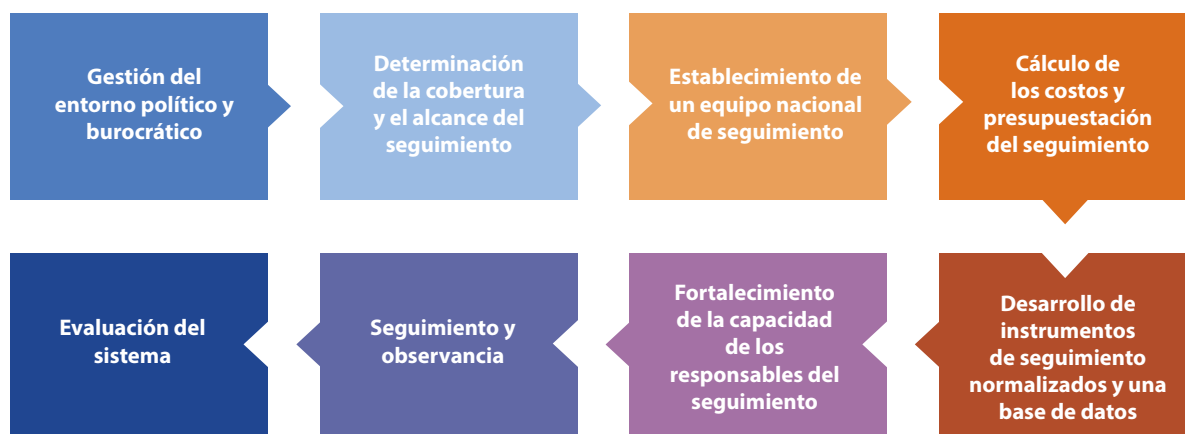 Gestión del
entorno político y
burocrático
Determinación
de la cobertura
y el alcance del
seguimiento
Establecimiento de
un equipo nacional
de seguimiento
Cálculo de
los costos y
presupuestación
del seguimiento
Desarrollo de
instrumentos
de seguimiento
normalizados y una
base de datos
Fortalecimiento
de la capacidad
de los
responsables del
seguimiento
Seguimiento y
observancia
Evaluación del
sistema